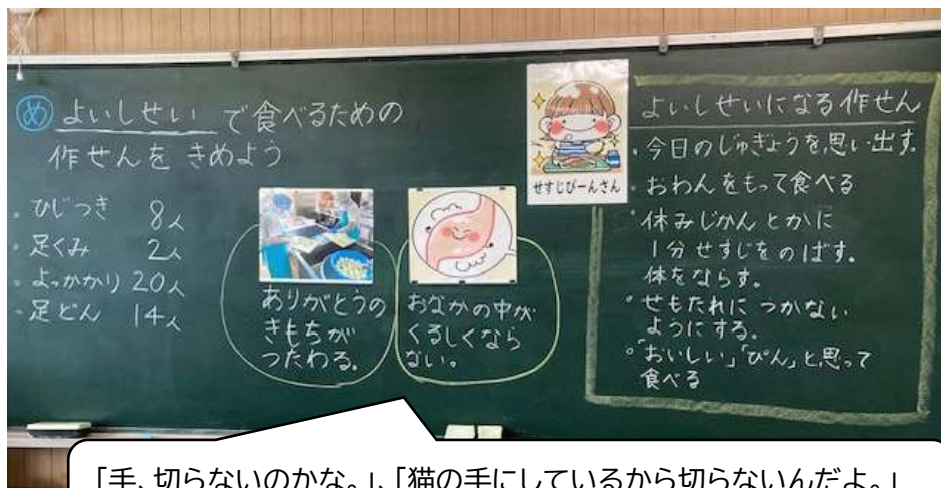 め よいしせい で食べるための
作せんを きめよう
・ひじつき 8人
・足くみ 2人
・よっかかり 20人
・足どん 14人
ありがとうの
きもちが
つたわる。
おなかの中が
くるしくなら
ない。
せすじぴーんさん
よいしせいになる作せん
・今日のじゅぎょうを思い出す。
・おわんをもって食べる
・休みじかんとかに
1分せすじをのばす。
体をならす。
・せもたれに つかない
ようにする。
・「おいしい」「ぴん」と思って
食べる
「手、切らないのかな。」、「猫の手にしているから切らないんだよ。」